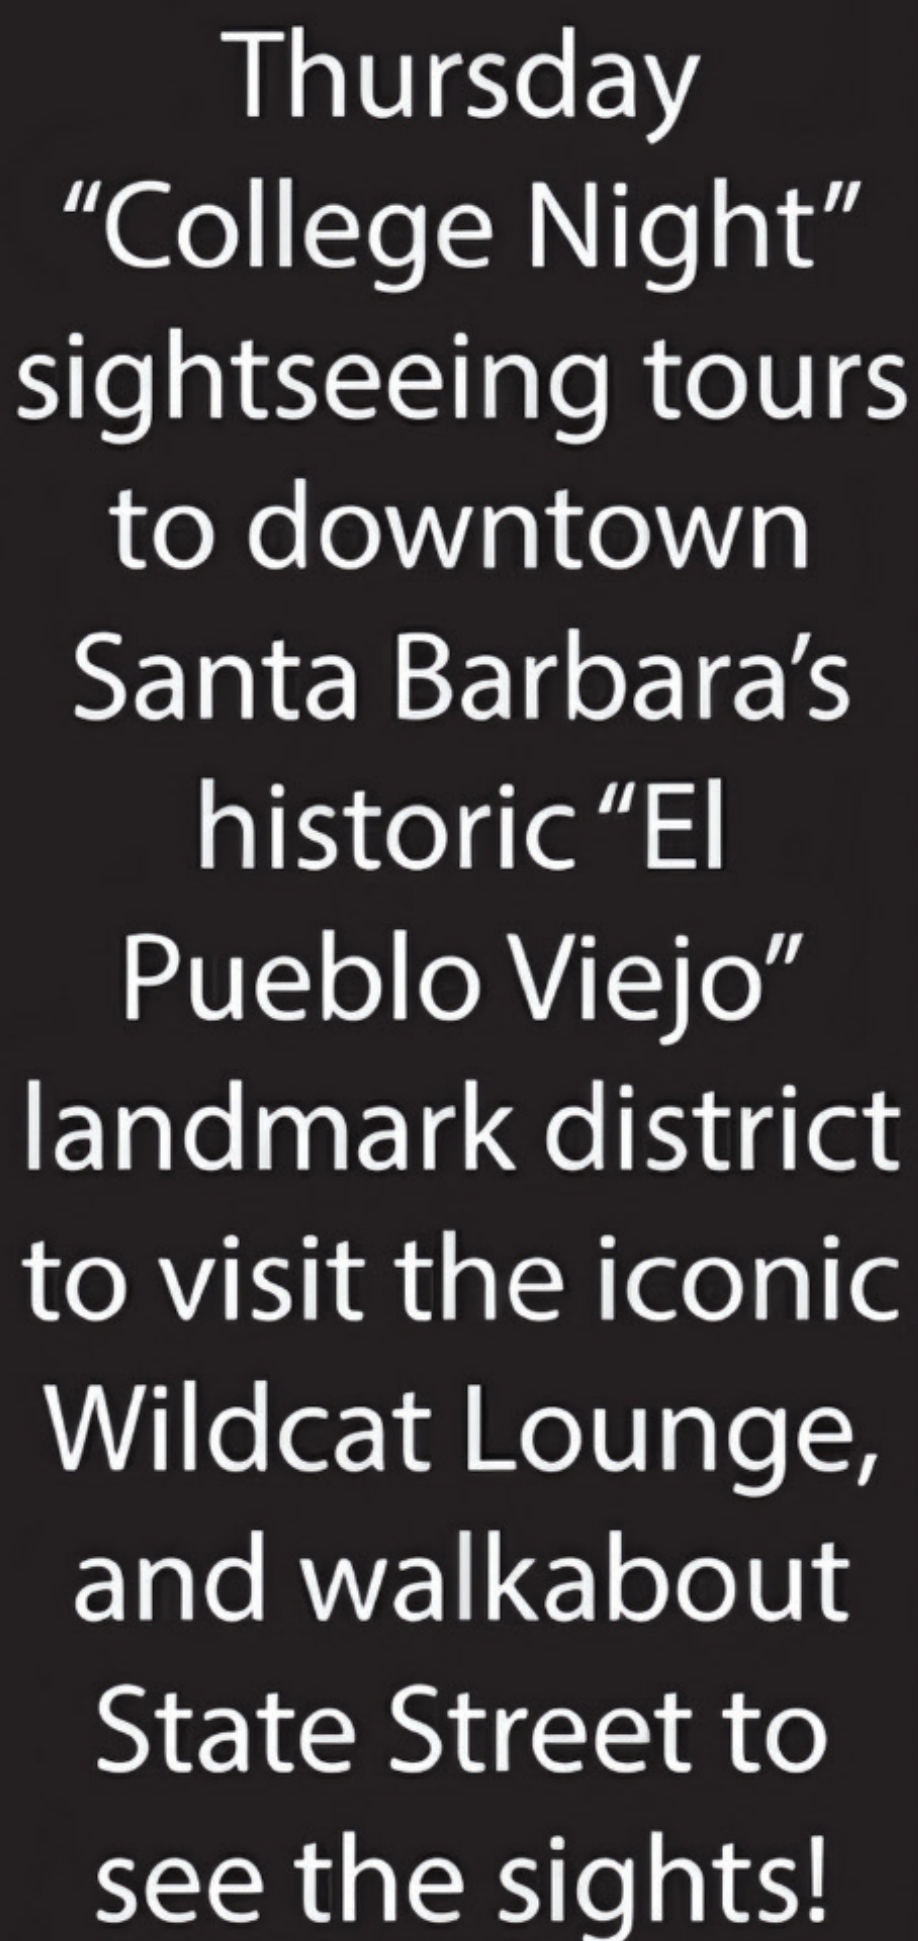 Thursday
“College Night”
sightseeing tours
to downtown
Santa Barbara’s
historic “El
Pueblo Viejo”
landmark district
to visit the iconic
Wildcat Lounge,
and walkabout
State Street to
see the sights!